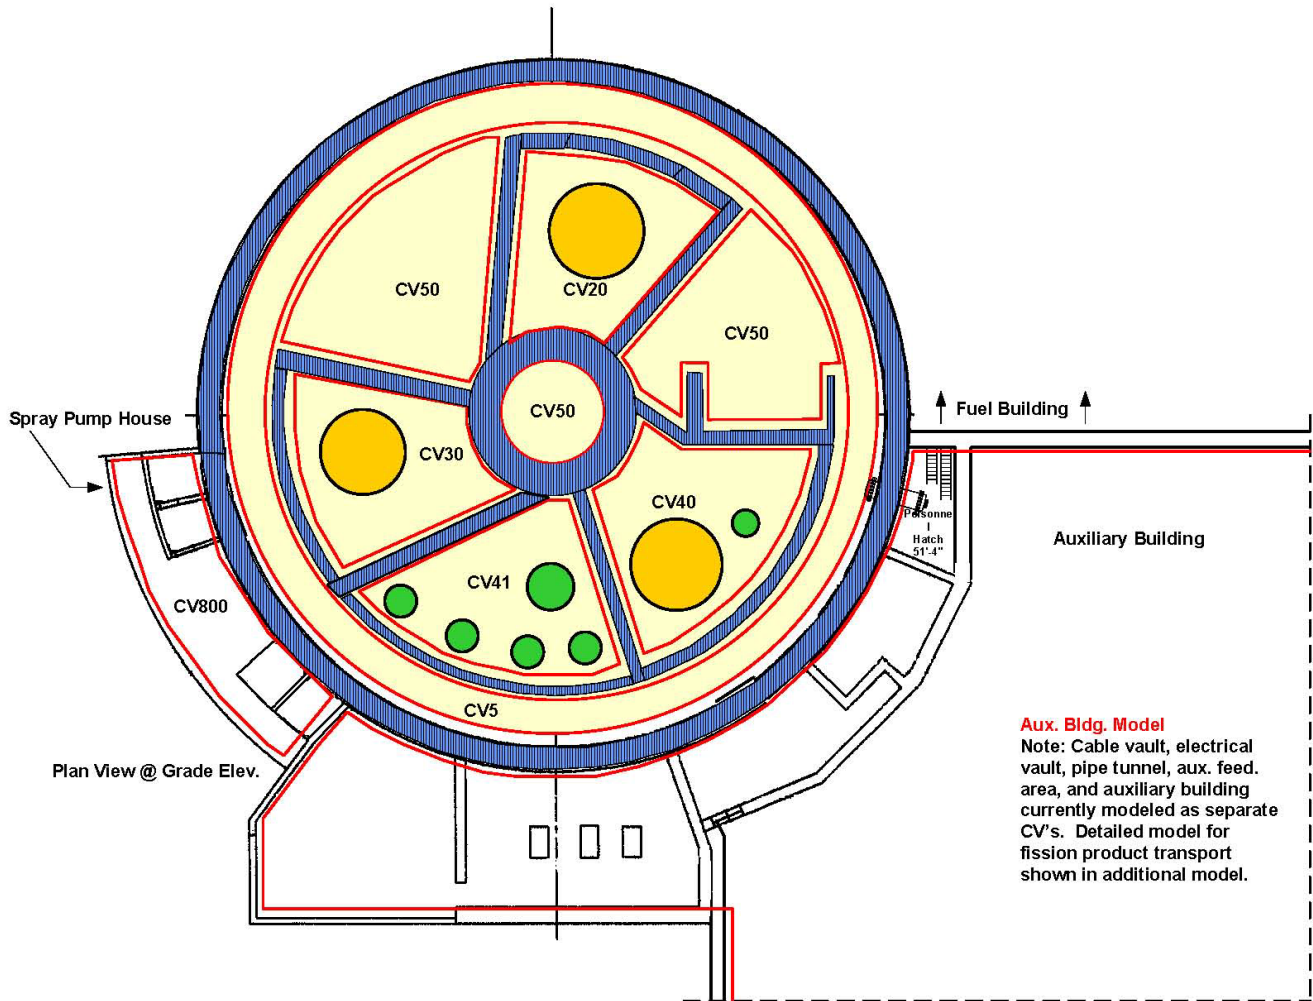 CV50
CV20
CV50
CV50
Fuel Building
Spray Pump House
CV30
CV40
Personne
l
Hatch
51'-4"
Auxiliary Building
CV41
CV800
CV5
Plan View @ Grade Elev.
Aux. Bldg. Model
Note: Cable vault, electrical
vault, pipe tunnel, aux. feed.
area, and auxiliary building
currently modeled as separate
CV's. Detailed model for
fission product transport
shown in additional model.